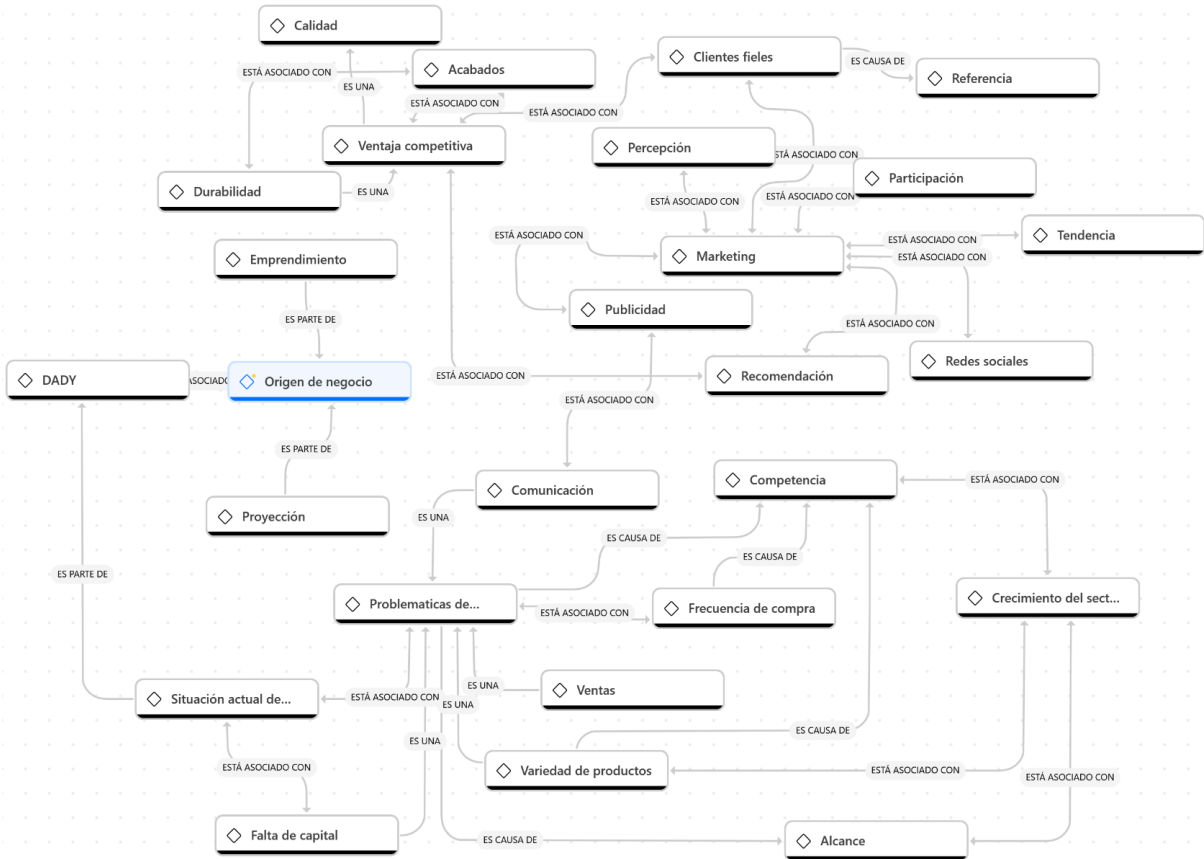 Calidad
Clientes fieles
ES CAUSA DE
ESTÁ ASOCIADO CON
Acabados
Referencia
ES UNA
ESTÁ ASOCIADO CON
ESTÁ ASOCIADO CON
Ventaja competitiva
Percepción
ESTÁ ASOCIADO CON
Participación
Durabilidad
ES UNA
ESTÁ ASOCIADO CON
ESTÁ ASOCIADO CON
ESTÁ ASOCIADO CON
Tendencia
ESTÁ ASOCIADO CON
Emprendimiento
Marketing
ESTÁ ASOCIADO CON
Publicidad
ES PARTE DE
ESTÁ ASOCIADO CON
Redes sociales
DADY
ASOCIADO
Origen de negocio
ESTÁ ASOCIADO CON
Recomendación
ESTÁ ASOCIADO CON
ES PARTE DE
Competencia
ESTÁ ASOCIADO CON
Comunicación
Proyección
ES UNA
ES CAUSA DE
ES CAUSA DE
ES PARTE DE
Problematicas de...
ESTÁ ASOCIADO CON
Frecuencia de compra
Crecimiento del sect...
Situación actual de...
ESTÁ ASOCIADO CON
ES UNA
Ventas
ES UNA
ES UNA
ES CAUSA DE
ESTÁ ASOCIADO CON
Variedad de productos
ESTÁ ASOCIADO CON
ESTÁ ASOCIADO CON
Falta de capital
ES CAUSA DE
Alcance